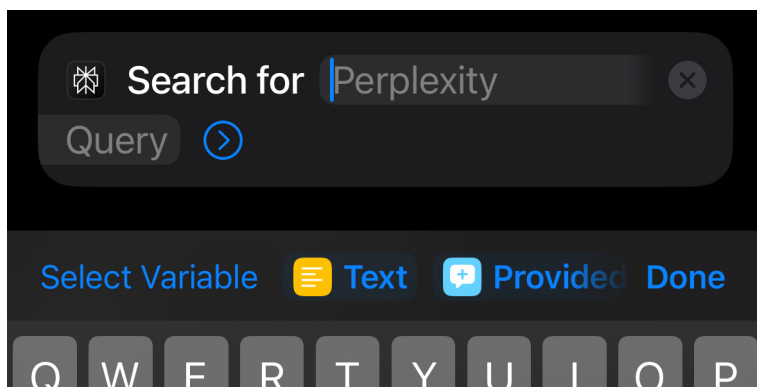 Search for Perplexity
Query
Select Variable Text Provided Done
Q W E R T Y U I O P